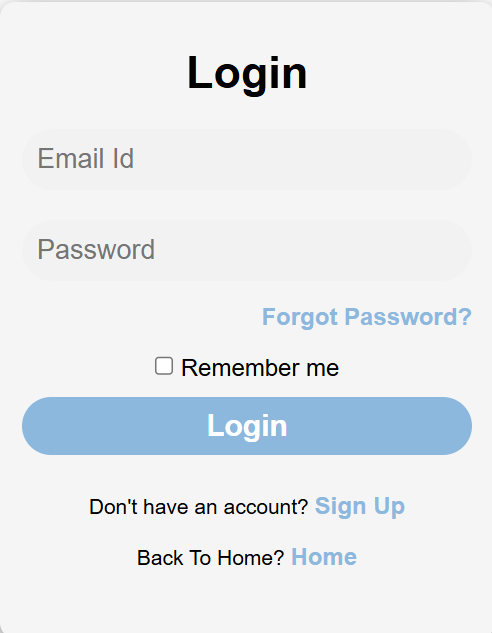 Login
Email Id
Password
Forgot Password?
Remember me
Login
Don't have an account? Sign Up
Back To Home? Home